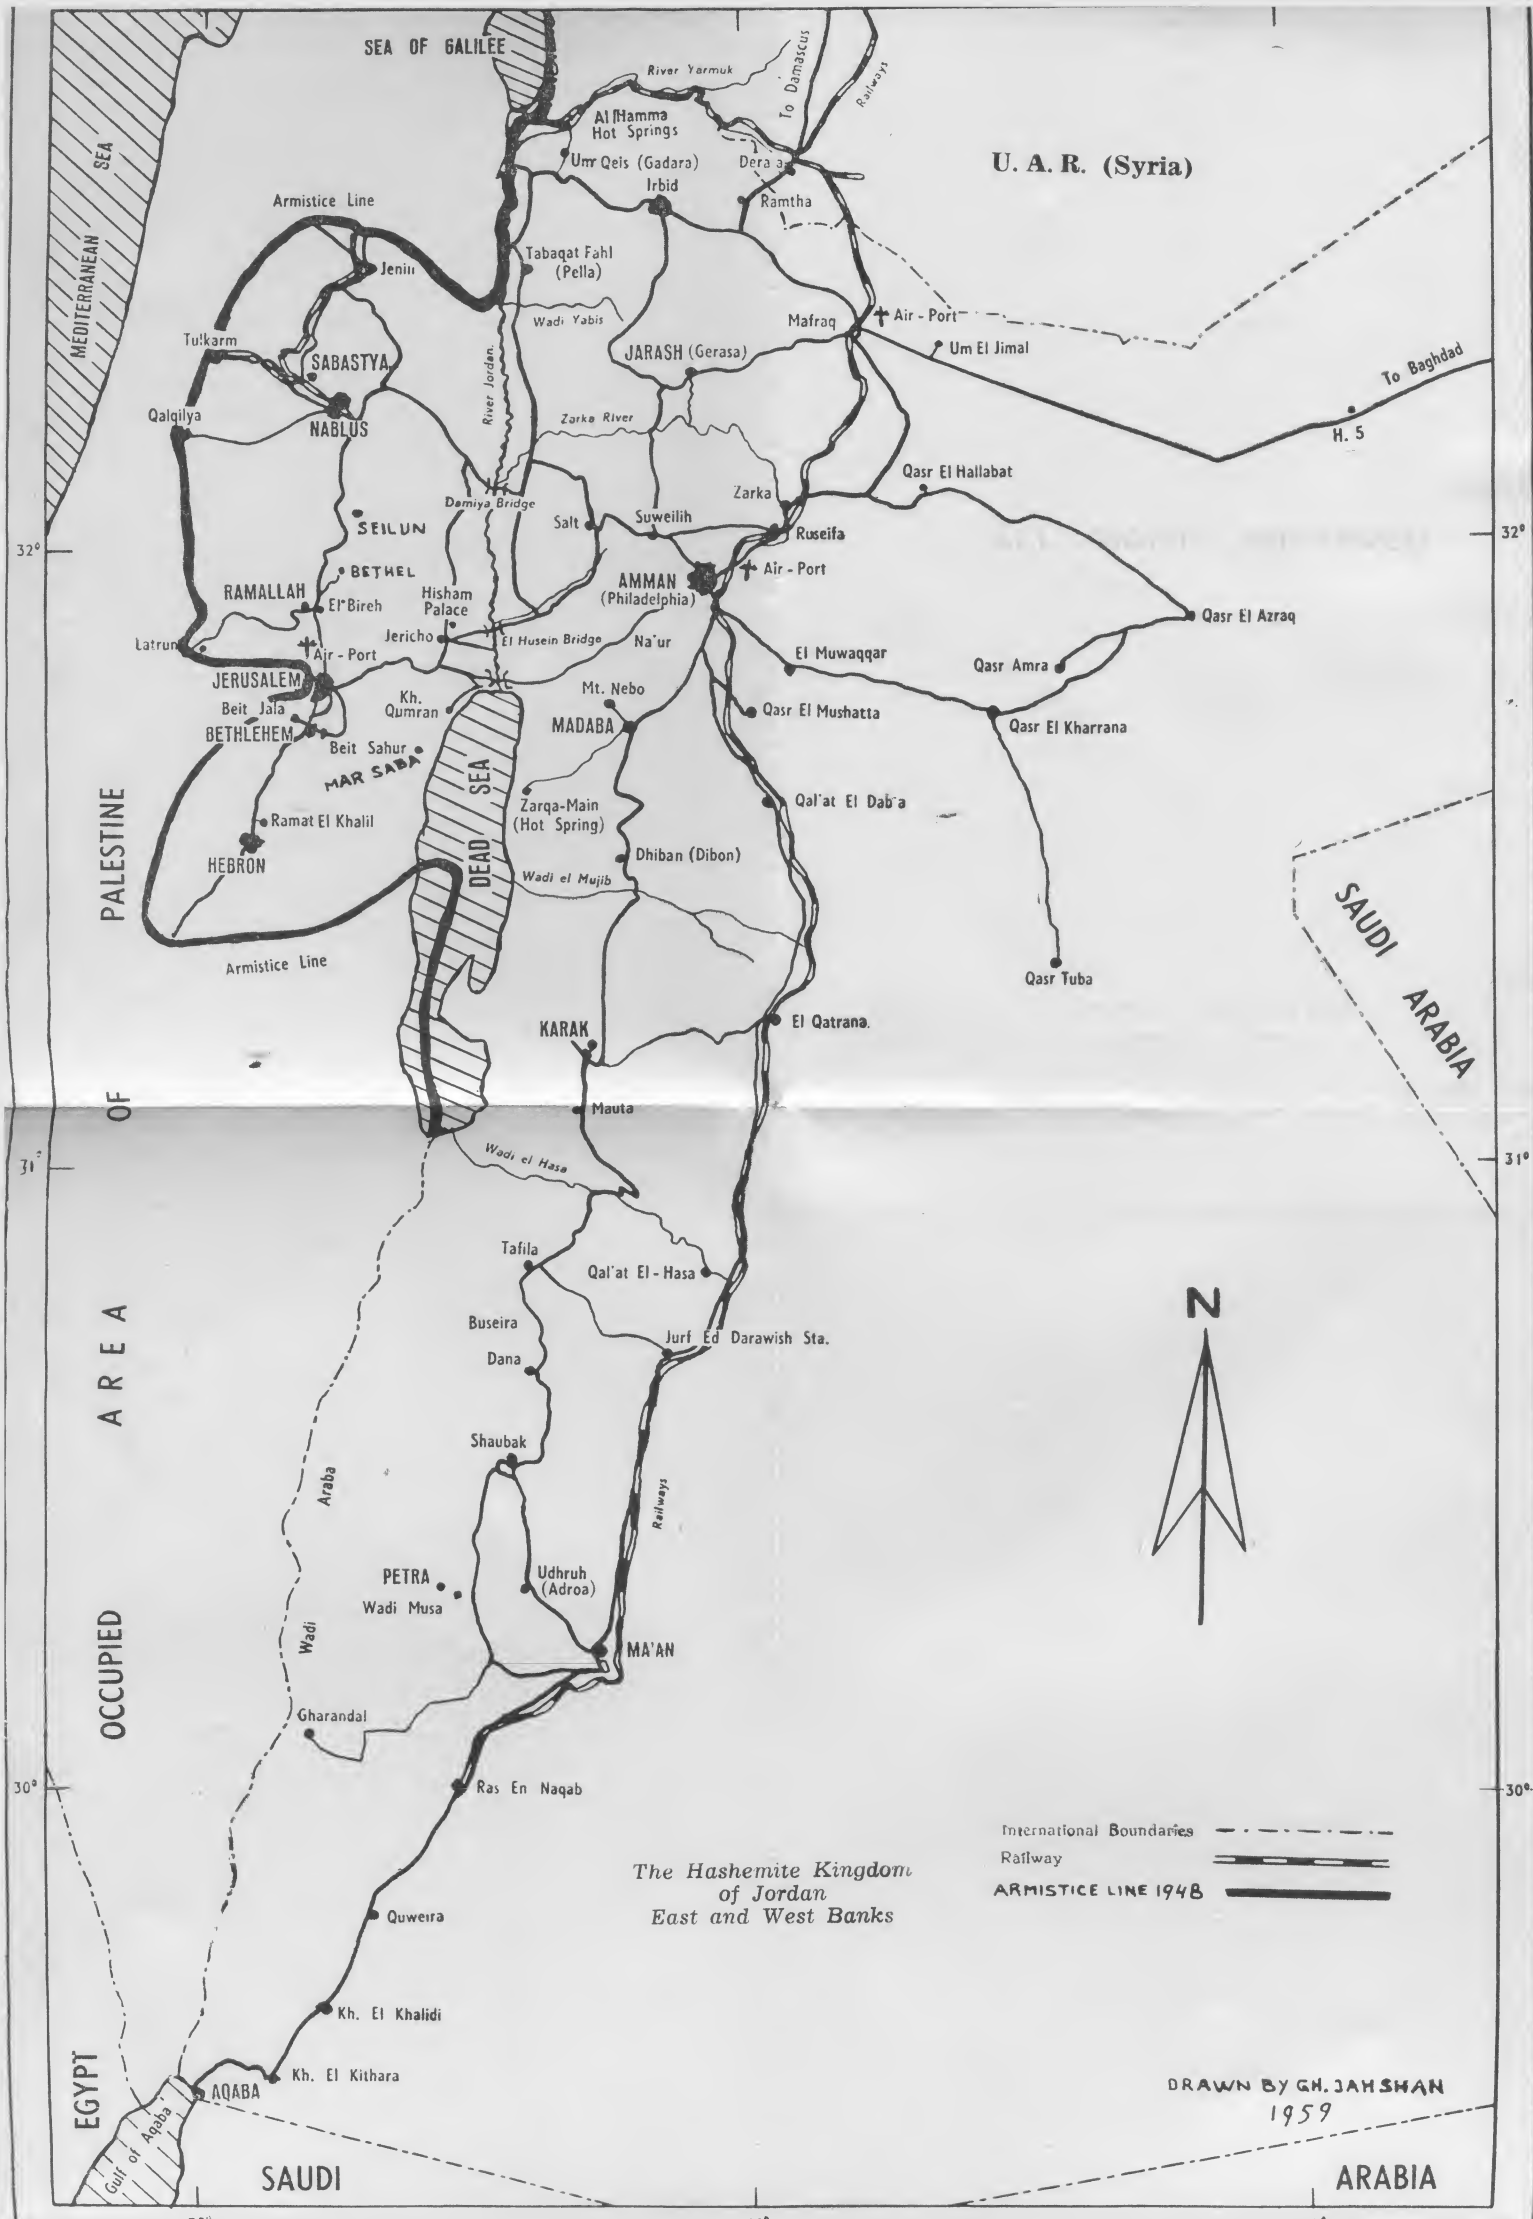 SEA OF GALILEE
River Yarmuk
To Damascus
Railways
MEDITERRANEAN SEA
Al Hamma
Hot Springs
Um Qeis (Gadara)
Dera'a
U. A. R. (Syria)
Irbid
Ramtha
Armistice Line
Jenin
Tabaqat Fahl
(Pella)
Wadi Yabis
Mafraq
Air - Port
Tulkarm
SABASTYA
River Jordan.
JARASH (Gerasa)
Um El Jimal
To Baghdad
H. 5
Qalqilya
NABLUS
Zarka River
Qasr El Hallabat
Damiya Bridge
Zarka
SEILUN
Salt
Suweilih
Ruseifa
32°
32°
BETHEL
AMMAN
(Philadelphia)
Air - Port
RAMALLAH
El Bireh
Hisham
Palace
Qasr El Azraq
Latrun
Air - Port
Jericho
El Husein Bridge
Na'ur
El Muwaqqar
Qasr Amra
JERUSALEM
Kh.
Qumran
Mt. Nebo
Beit Jala
BETHLEHEM
MADABA
Qasr El Mushatta
Qasr El Kharrana
Beit Sahur
MAR SABA
DEAD SEA
Zarqa-Main
(Hot Spring)
Qal'at El Dab'a
Ramat El Khalil
HEBRON
Dhiban (Dibon)
Wadi el Mujib
Armistice Line
Qasr Tuba
SAUDI ARABIA
KARAK
El Qatrana.
Mauta
31°
31°
Wadi el Hasa
Tafila
Qal'at El-Hasa
Buseira
Jurf Ed Darawish Sta.
Dana
N
Shaubak
Railways
Wadi Araba
PETRA
Wadi Musa
Udhruh
(Adroa)
MA'AN
Gharandal
OCCUPIED AREA OF PALESTINE
30°
30°
Ras En Naqab
International Boundaries
Railway
ARMISTICE LINE 1948
The Hashemite Kingdom
of Jordan
East and West Banks
Quweira
Kh. El Khalidi
Kh. El Kithara
EGYPT
AQABA
Gulf of Aqaba
DRAWN BY GH. JAHSHAN
1959
SAUDI ARABIA